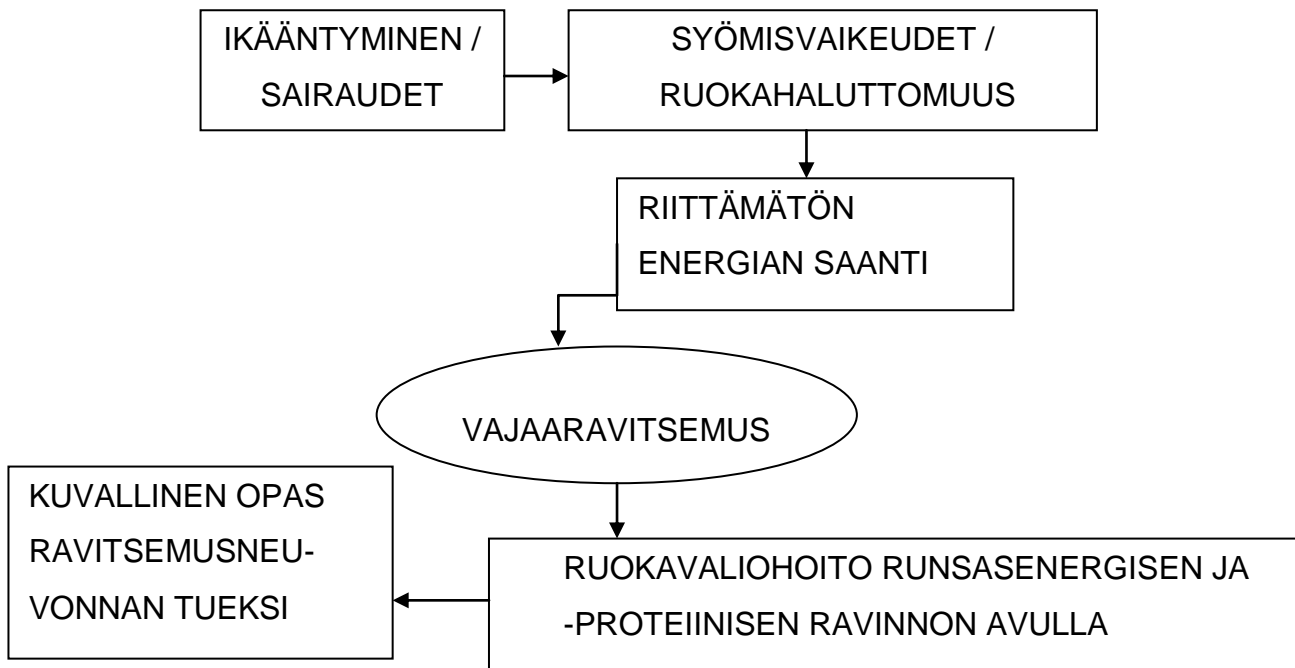 IKÄÄNTYMINEN /
SAIRAUDET
SYÖMISVAIKEUDET /
RUOKAHALUTTOMUUS
RIITTÄMÄTÖN
ENERGIAN SAANTI
VAJAARAVITSEMUS
RUOKAVALIOHOITO RUNSASENERGISEN JA
-PROTEIINISEN RAVINNON AVULLA
KUVALLINEN OPAS
RAVITSEMUSNEU-
VONNAN TUEKSI